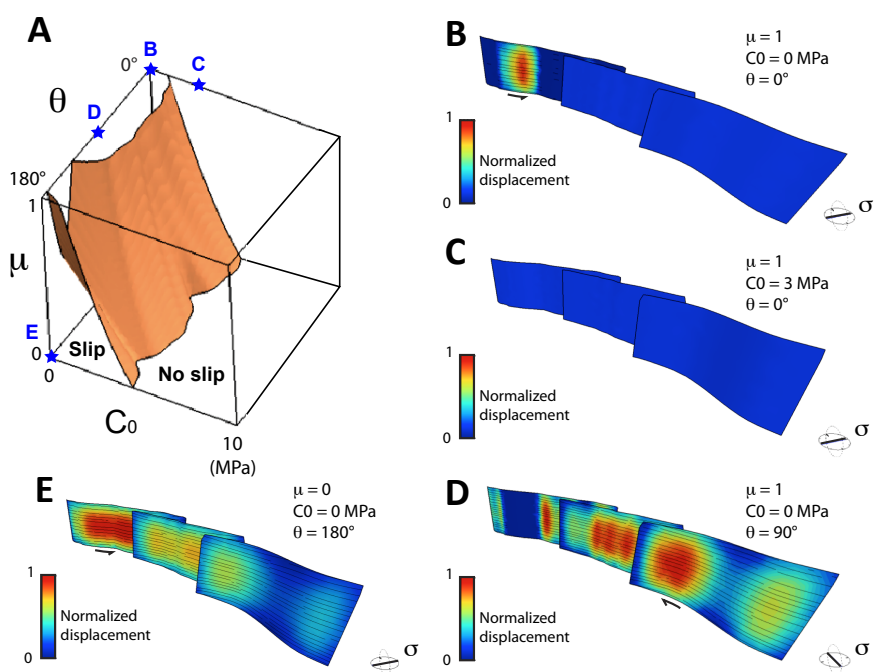 A
B
C
0°
θ
D
180°
1
μ
E
0
0
Slip
No slip
C0
10
(MPa)
B
μ = 1
C0 = 0 MPa
θ = 0°
1
Normalized
displacement
0
σ
C
μ = 1
C0 = 3 MPa
θ = 0°
1
Normalized
displacement
0
σ
E
μ = 0
C0 = 0 MPa
θ = 180°
1
Normalized
displacement
0
σ
D
μ = 1
C0 = 0 MPa
θ = 90°
1
Normalized
displacement
0
σ